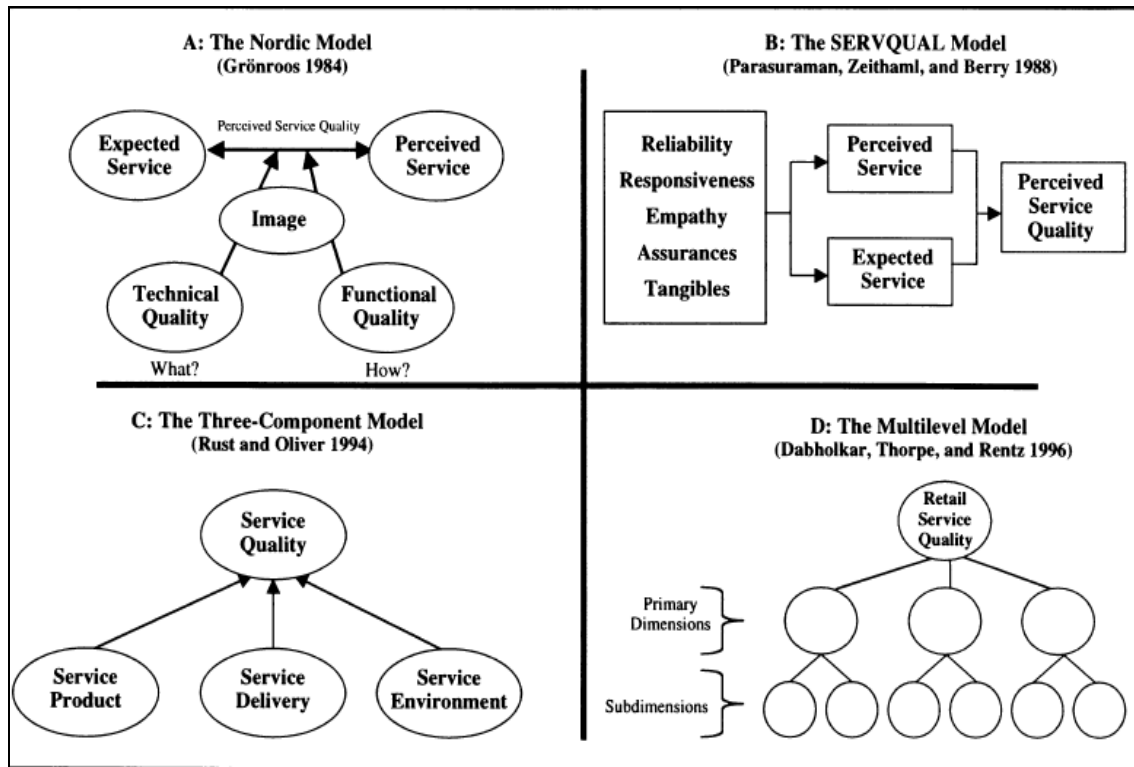 A: The Nordic Model
(Grönroos 1984)
Perceived Service Quality
Expected
Service
Perceived
Service
Image
Technical
Quality
Functional
Quality
What?
How?
B: The SERVQUAL Model
(Parasuraman, Zeithaml, and Berry 1988)
Reliability
Responsiveness
Empathy
Assurances
Tangibles
Perceived
Service
Expected
Service
Perceived
Service
Quality
C: The Three-Component Model
(Rust and Oliver 1994)
Service
Quality
Service
Product
Service
Delivery
Service
Environment
D: The Multilevel Model
(Dabholkar, Thorpe, and Rentz 1996)
Retail
Service
Quality
Primary
Dimensions
Subdimensions